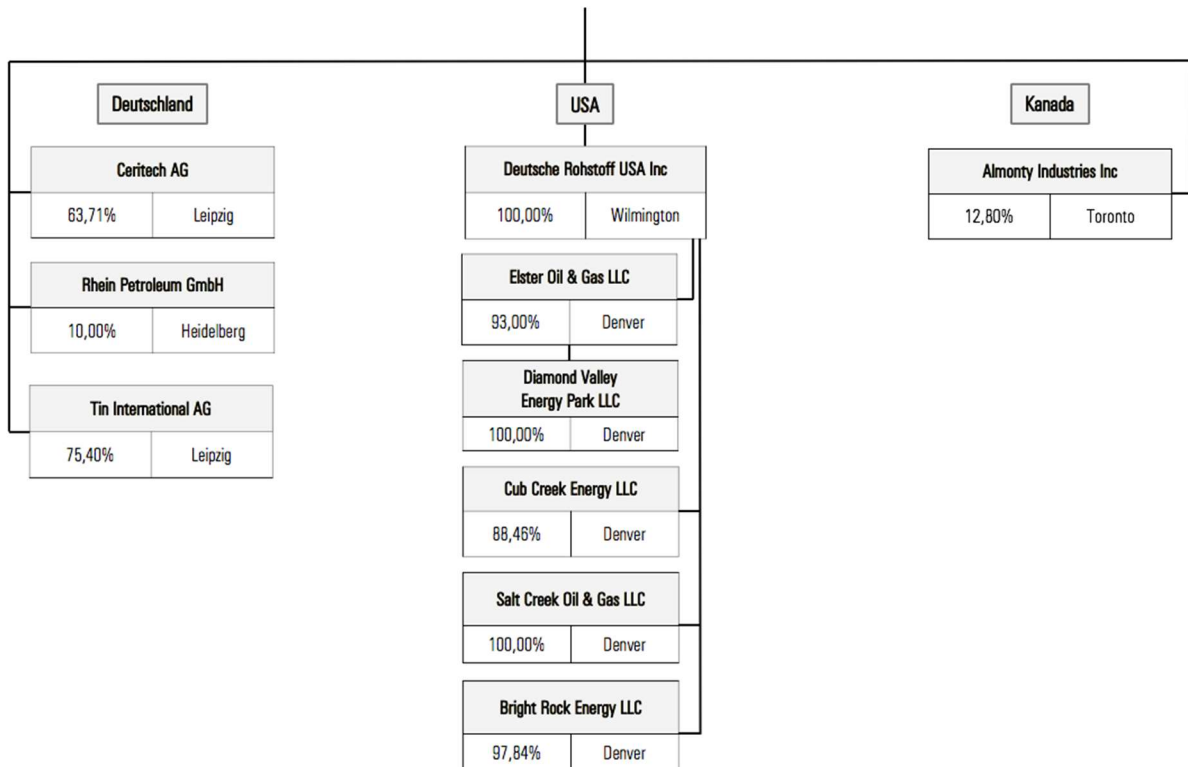 Deutschland
Ceritech AG
63,71% Leipzig
Rhein Petroleum GmbH
10,00% Heidelberg
Tin International AG
75,40% Leipzig
USA
Deutsche Rohstoff USA Inc
100,00% Wilmington
Elster Oil & Gas LLC
93,00% Denver
Diamond Valley
Energy Park LLC
100,00% Denver
Cub Creek Energy LLC
88,46% Denver
Salt Creek Oil & Gas LLC
100,00% Denver
Bright Rock Energy LLC
97,84% Denver
Kanada
Almonty Industries Inc
12,80% Toronto